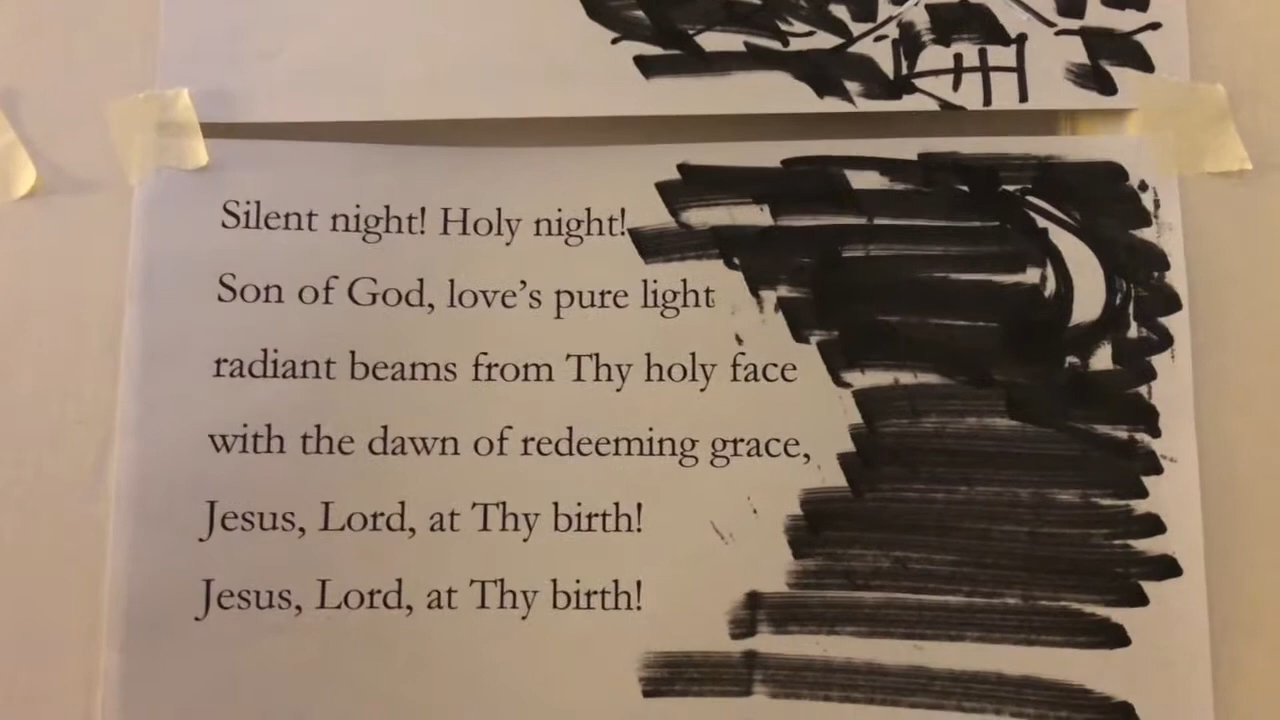 Silent night! Holy night!
Son of God, love’s pure light
radiant beams from Thy holy face
with the dawn of redeeming grace,
Jesus, Lord, at Thy birth!
Jesus, Lord, at Thy birth!